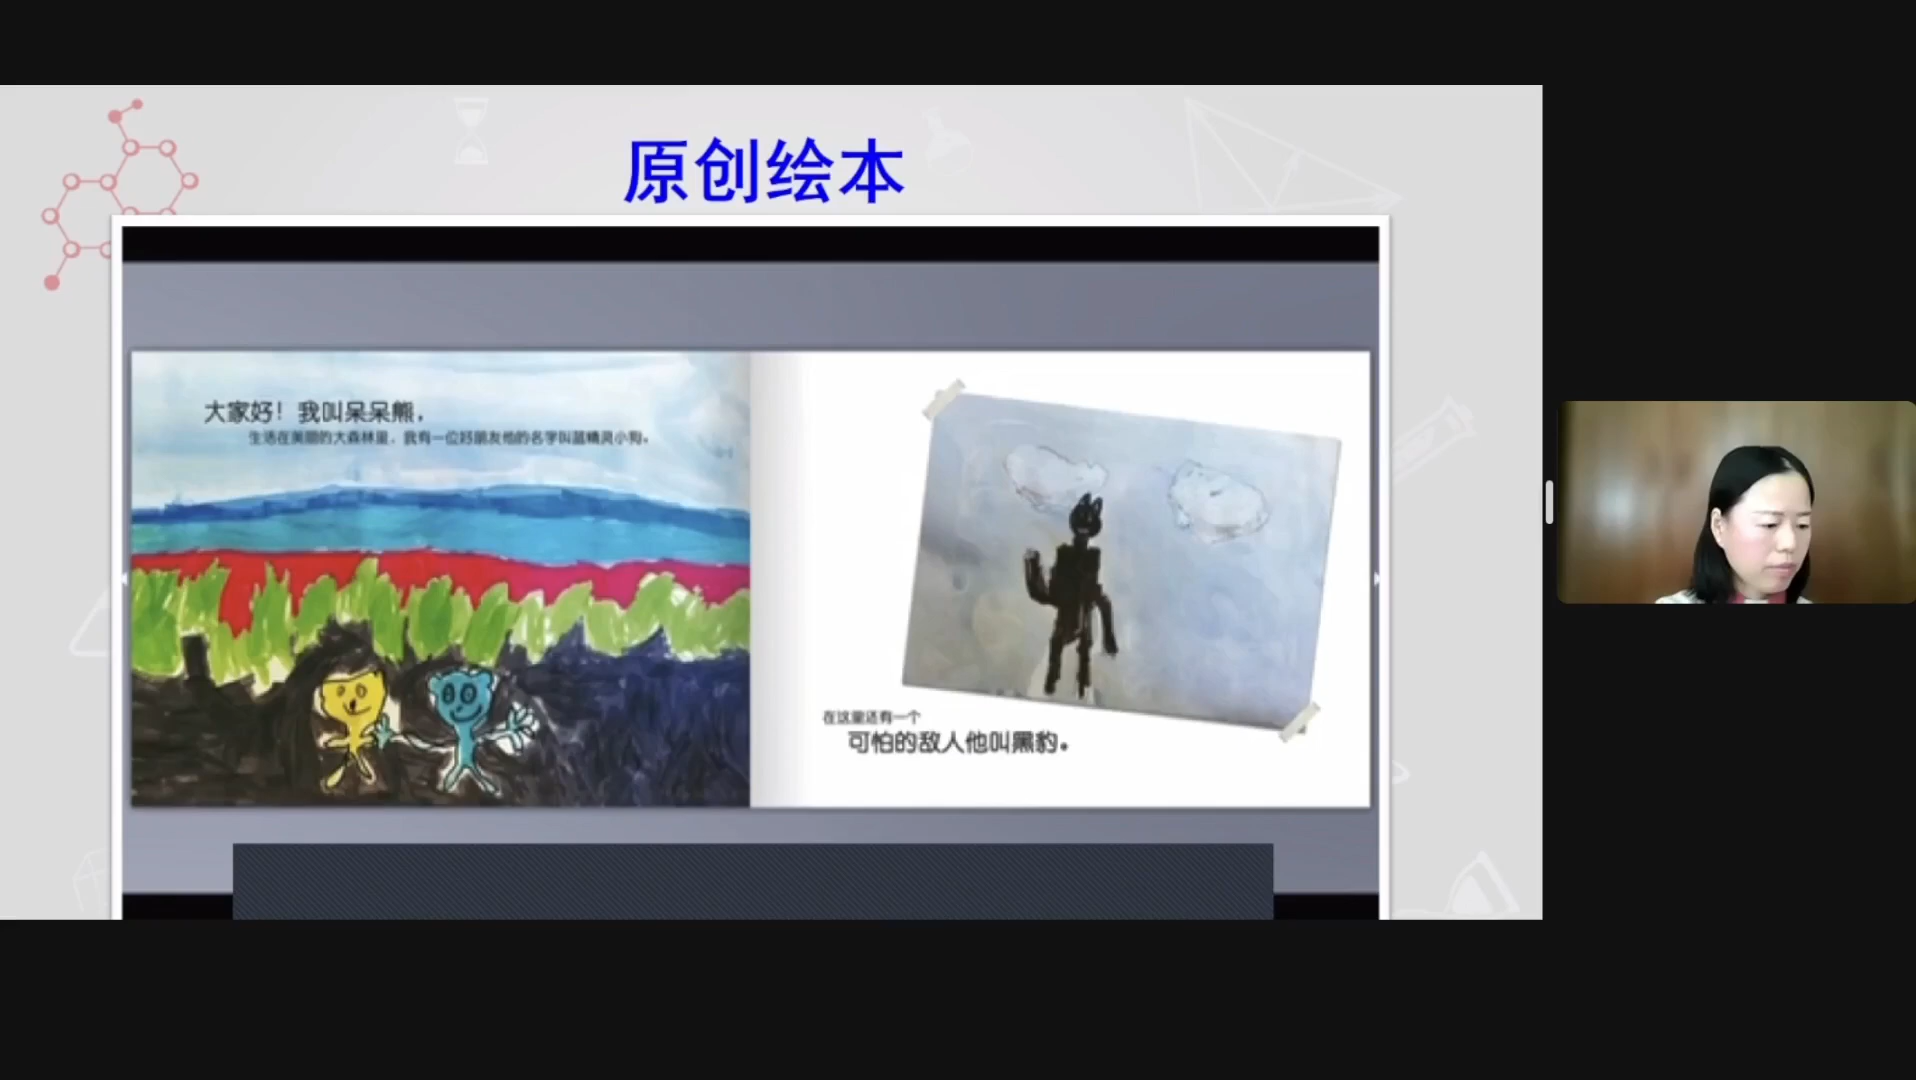 原创绘本
大家好！我叫呆呆熊，
生活在美丽的大森林里，我有一位好朋友他的名字叫蓝精灵小狗。
在这里还有一个
可怕的敌人他叫黑豹。